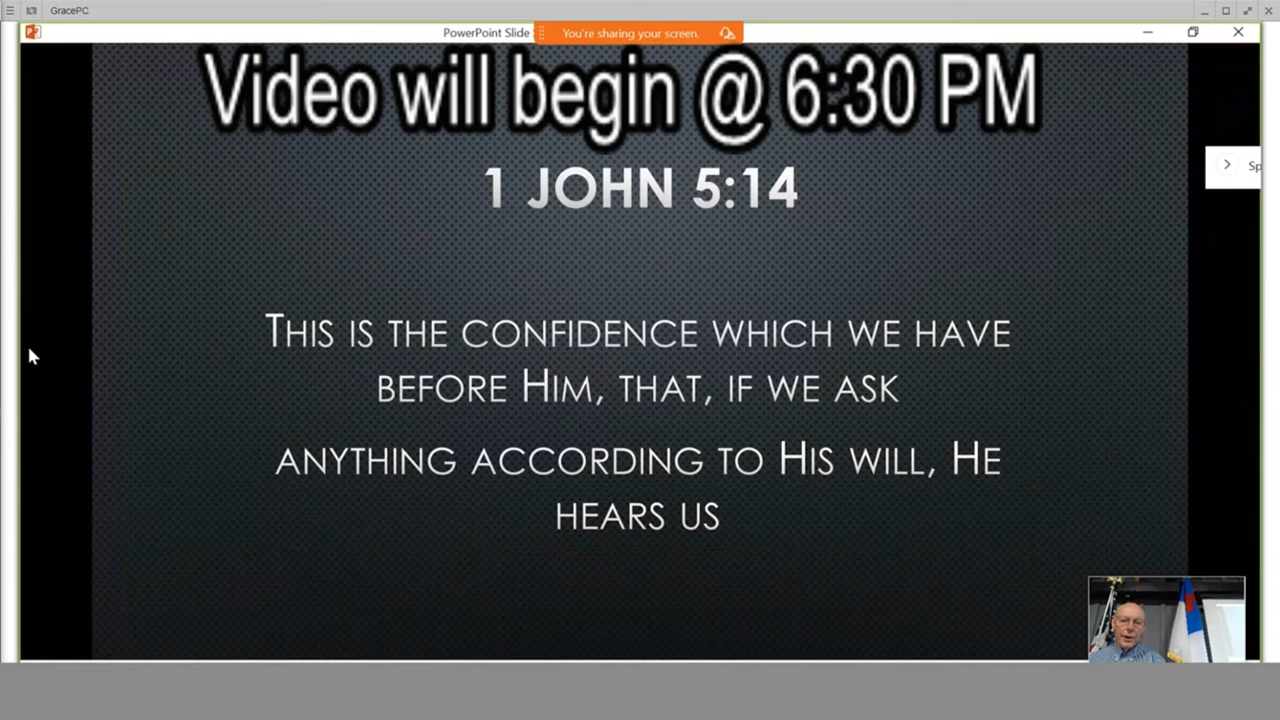 GracePC
PowerPoint Slide
You're sharing your screen.
Video will begin @ 6:30 PM
1 JOHN 5:14
Sp
THIS IS THE CONFIDENCE WHICH WE HAVE
BEFORE HIM, THAT, IF WE ASK
ANYTHING ACCORDING TO HIS WILL, HE
HEARS US